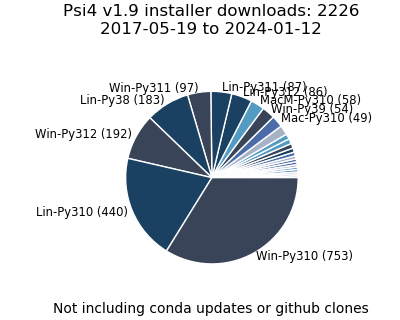 Psi4 v1.9 installer downloads: 2226
2017-05-19 to 2024-01-12
Win-Py311 (97)
Lin-Py311 (87)
Lin-Py312 (86)
Lin-Py38 (183)
MacM-Py310 (58)
Win-Py39 (54)
Mac-Py310 (49)
Win-Py312 (192)
Lin-Py310 (440)
Win-Py310 (753)
Not including conda updates or github clones